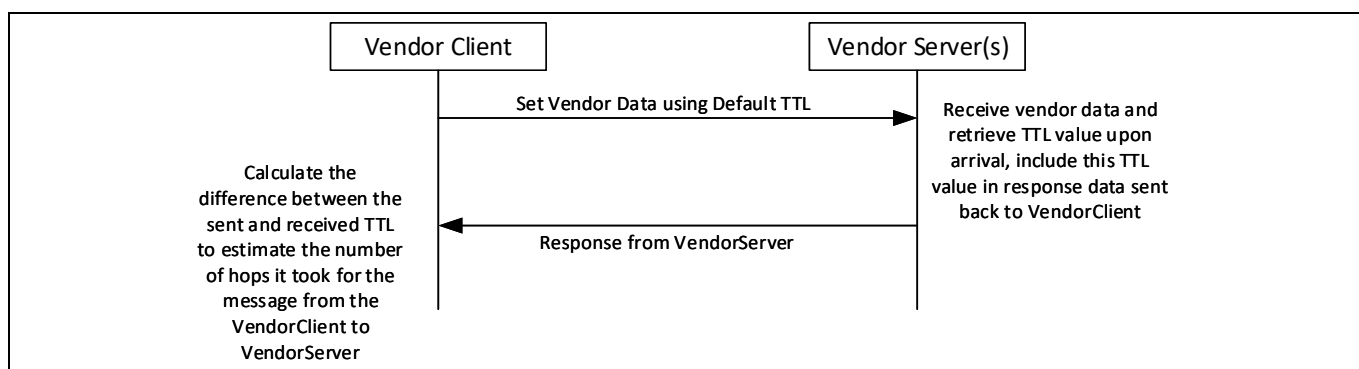 Vendor Client
Vendor Server(s)
Set Vendor Data using Default TTL
Receive vendor data and
retrieve TTL value upon
arrival, include this TTL
value in response data sent
back to VendorClient
Calculate the
difference between the
sent and received TTL
to estimate the number
of hops it took for the
message from the
VendorClient to
VendorServer
Response from VendorServer